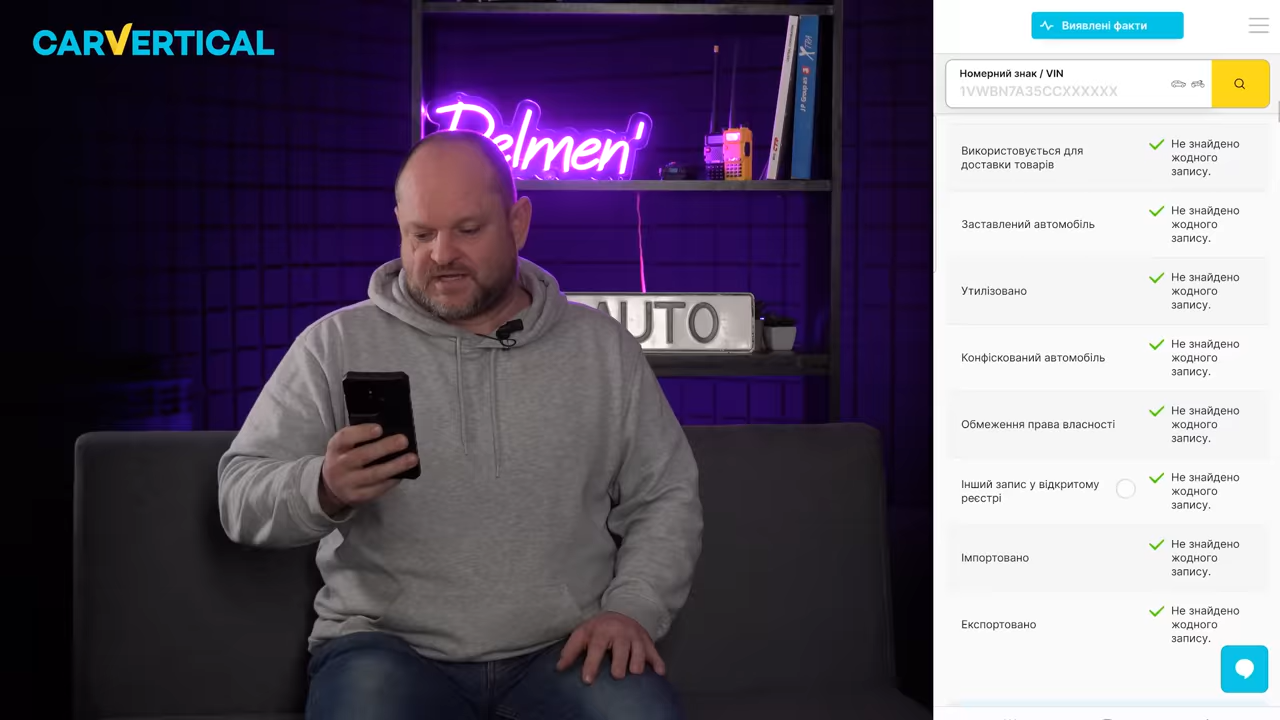 CARVERTICAL
Delmen'
XTEA
AUTO
Виявлені факти
Номерний знак / VIN
1VWBN7A35CCXXXXXX
Використовується для
доставки товарів
Не знайдено
жодного
запису.
Заставлений автомобіль
Не знайдено
жодного
запису.
Утилізовано
Не знайдено
жодного
запису.
Конфіскований автомобіль
Не знайдено
жодного
запису.
Обмеження права власності
Не знайдено
жодного
запису.
Інший запис у відкритому
реєстрі
Не знайдено
жодного
запису.
Імпортовано
Не знайдено
жодного
запису.
Експортовано
Не знайдено
жодного
запису.